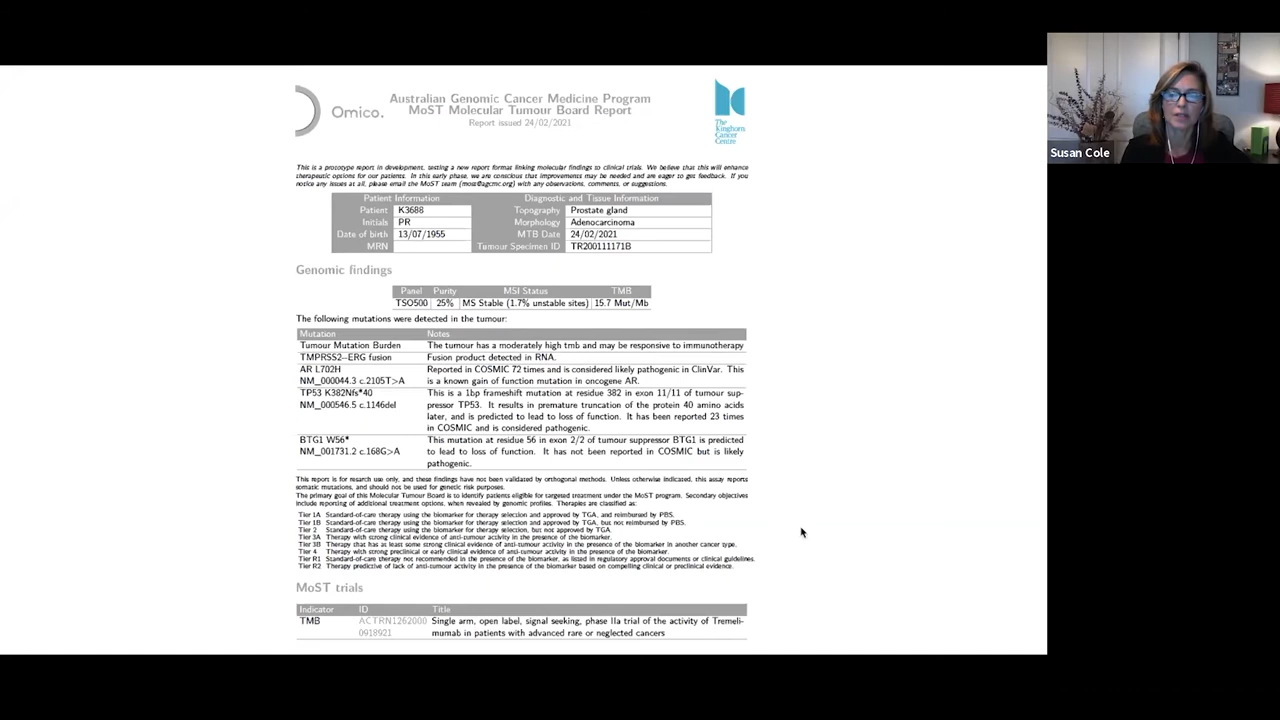 Omico.
Australian Genomic Cancer Medicine Program
MoST Molecular Tumour Board Report
Report issued 24/02/2021
The
Kinghorn
Cancer
Centre
Susan Cole
This is a prototype report in development, testing a new report format linking molecular findings to clinical trials. We believe that this will enhance
therapeutic options for our patients. In this early phase, we are conscious that improvements may be needed and are eager to get feedback. If you
notice any issues at all, please email the MoST team (most@agcmc.org) with any observations, comments, or suggestions.
Patient Information Diagnostic and Tissue Information
Patient K3688 Topography Prostate gland
Initials PR Morphology Adenocarcinoma
Date of birth 13/07/1955 MTB Date 24/02/2021
MRN Tumour Specimen ID TR200111171B
Genomic findings
Panel Purity MSI Status TMB
TSO500 25% MS Stable (1.7% unstable sites) 15.7 Mut/Mb
The following mutations were detected in the tumour:
Mutation Notes
Tumour Mutation Burden The tumour has a moderately high tmb and may be responsive to immunotherapy
TMPRSS2–ERG fusion Fusion product detected in RNA.
AR L702H Reported in COSMIC 72 times and is considered likely pathogenic in ClinVar. This
NM_000044.3 c.2105T>A is a known gain of function mutation in oncogene AR.
TP53 K382Nfs*40 This is a 1bp frameshift mutation at residue 382 in exon 11/11 of tumour sup-
NM_000546.5 c.1146del pressor TP53. It results in premature truncation of the protein 40 amino acids
later, and is predicted to lead to loss of function. It has been reported 23 times
in COSMIC and is considered pathogenic.
BTG1 W56* This mutation at residue 56 in exon 2/2 of tumour suppressor BTG1 is predicted
NM_001731.2 c.168G>A to lead to loss of function. It has not been reported in COSMIC but is likely
pathogenic.
This report is for resarch use only, and these findings have not been validated by orthogonal methods. Unless otherwise indicated, this assay reports
somatic mutations, and should not be used for genetic risk purposes.
The primary goal of this Molecular Tumour Board is to identify patients eligible for targeted treatment under the MoST program. Secondary objectives
include reporting of additional treatment options, when revealed by genomic profiles. Therapies are classified as:
Tier 1A Standard-of-care therapy using the biomarker for therapy selection and approved by TGA, and reimbursed by PBS.
Tier 1B Standard-of-care therapy using the biomarker for therapy selection and approved by TGA, but not reimbursed by PBS.
Tier 2 Standard-of-care therapy using the biomarker for therapy selection, but not approved by TGA.
Tier 3A Therapy with strong clinical evidence of anti-tumour activity in the presence of the biomarker.
Tier 3B Therapy that has at least some strong clinical evidence of anti-tumour activity in the presence of the biomarker in another cancer type.
Tier 4 Therapy with strong preclinical or early clinical evidence of anti-tumour activity in the presence of the biomarker.
Tier R1 Standard-of-care therapy not recommended in the presence of the biomarker, as listed in regulatory approval documents or clinical guidelines.
Tier R2 Therapy predictive of lack of anti-tumour activity in the presence of the biomarker based on compelling clinical or preclinical evidence.
MoST trials
Indicator ID Title
TMB ACTRN1262000 Single arm, open label, signal seeking, phase IIa trial of the activity of Tremeli-
0918921 mumab in patients with advanced rare or neglected cancers